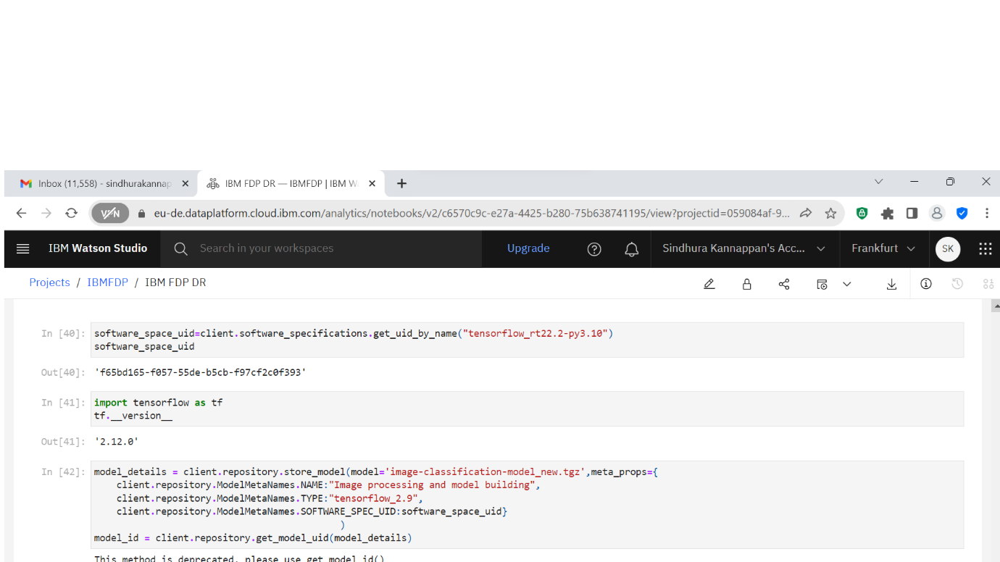 Inbox (11,558) - sindhurakannap
IBM FDP DR — IBMFDP | IBM W
VPN
eu-de.dataplatform.cloud.ibm.com/analytics/notebooks/v2/c6570c9c-e27a-4425-b280-75b638741195/view?projectid=059084af-9...
IBM Watson Studio
Search in your workspaces
Upgrade
Sindhura Kannappan's Acc...
Frankfurt
SK
Projects / IBMFDP / IBM FDP DR
In [40]: software_space_uid=client.software_specifications.get_uid_by_name("tensorflow_rt22.2-py3.10")
software_space_uid
Out[40]: 'f65bd165-f057-55de-b5cb-f97cf2c0f393'
In [41]: import tensorflow as tf
tf.__version__
Out[41]: '2.12.0'
In [42]: model_details = client.repository.store_model(model='image-classification-model_new.tgz',meta_props={
client.repository.ModelMetaNames.NAME:"Image processing and model building",
client.repository.ModelMetaNames.TYPE:"tensorflow_2.9",
client.repository.ModelMetaNames.SOFTWARE_SPEC_UID:software_space_uid}
)
model_id = client.repository.get_model_uid(model_details)
This method is deprecated, please use get_model_id()